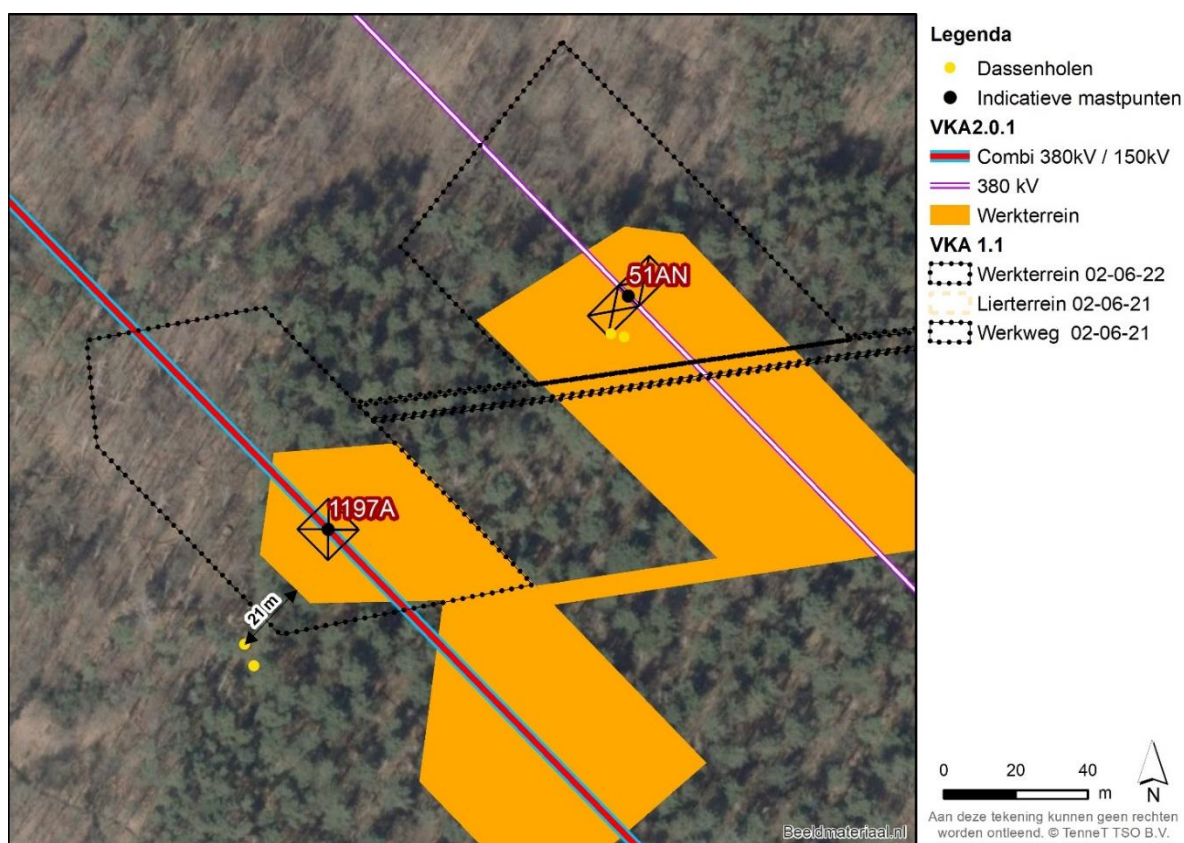 51AN
1197A
21 m
Beeldmateriaal.nl
Legenda
Dassenholen
Indicatieve mastpunten
VKA2.0.1
Combi 380kV / 150kV
380 kV
Werkterrein
VKA 1.1
Werkterrein 02-06-22
Lierterrein 02-06-21
Werkweg 02-06-21
0 20 40
m
N
Aan deze tekening kunnen geen rechten
worden ontleend. © TenneT TSO B.V.